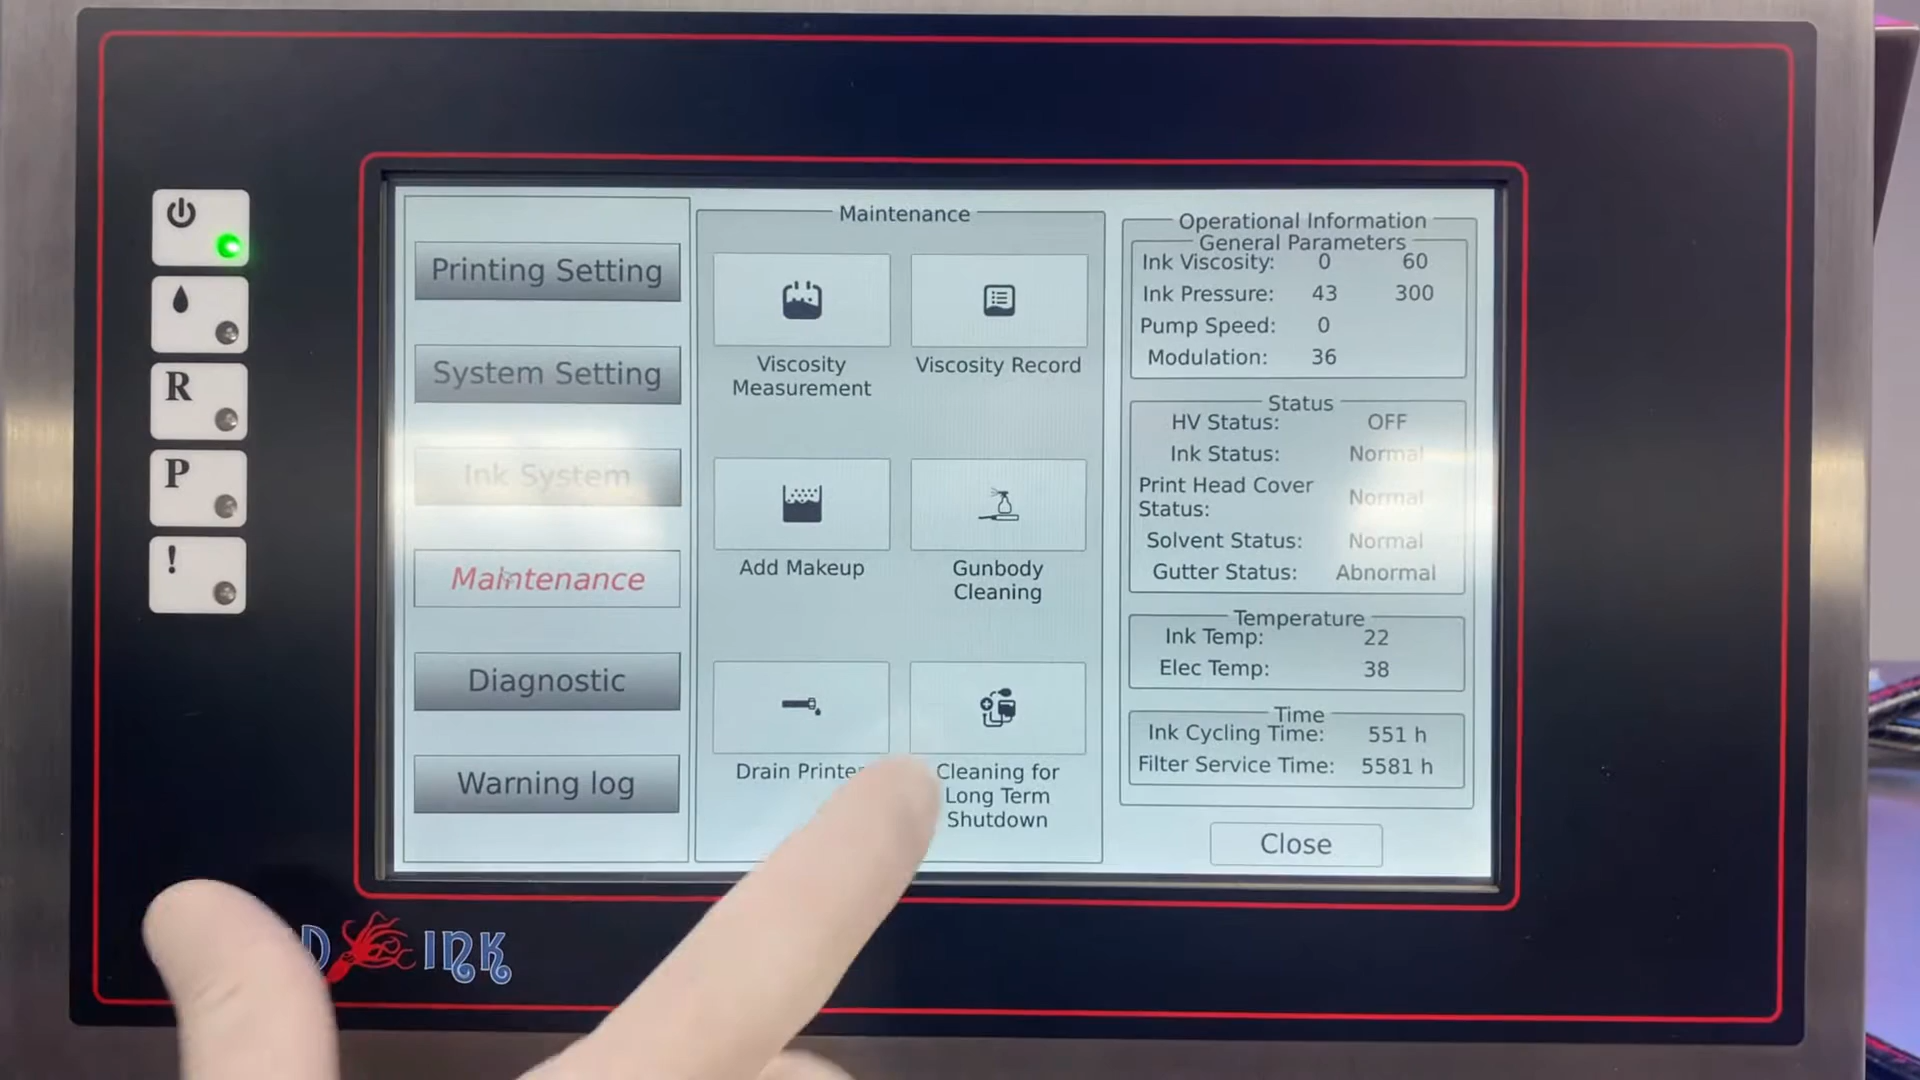 Maintenance
Printing Setting
System Setting
Ink System
Maintenance
Diagnostic
Warning log
Viscosity
Measurement
Viscosity Record
Add Makeup
Gunbody
Cleaning
Drain Printer
Cleaning for
Long Term
Shutdown
Operational Information
General Parameters
Ink Viscosity: 0 60
Ink Pressure: 43 300
Pump Speed: 0
Modulation: 36
Status
HV Status: OFF
Ink Status: Normal
Print Head Cover
Status: Normal
Solvent Status: Normal
Gutter Status: Abnormal
Temperature
Ink Temp: 22
Elec Temp: 38
Time
Ink Cycling Time: 551 h
Filter Service Time: 5581 h
Close
R
P
!
INK